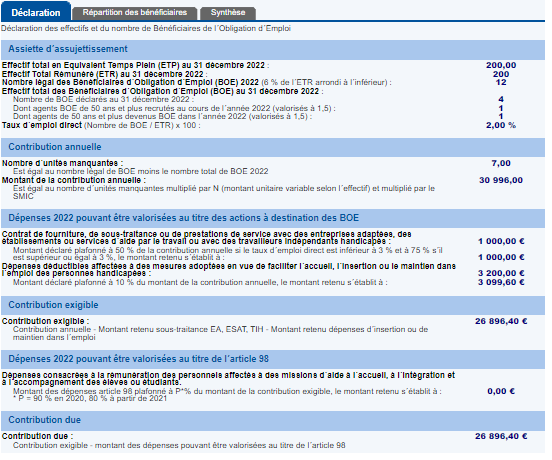 Déclaration Répartition des bénéficiaires Synthèse
Déclaration des effectifs et du nombre de Bénéficiaires de l´Obligation d´Emploi
Assiette d´assujettissement
Effectif total en Equivalent Temps Plein (ETP) au 31 décembre 2022 : 200,00
Effectif Total Rémunéré (ETR) au 31 décembre 2022 : 200
Nombre légal des Bénéficiaires d´Obligation d´Emploi (BOE) 2022 (6 % de l´ETR arrondi à l´inférieur) : 12
Effectif total des Bénéficiaires d´Obligation d´Emploi (BOE) au 31 décembre 2022 :
Nombre de BOE déclarés au 31 décembre 2022 : 4
Dont agents BOE de 50 ans et plus recrutés au cours de l´année 2022 (valorisés à 1,5) : 1
Dont agents de 50 ans et plus devenus BOE dans l´année 2022 (valorisés à 1,5) : 1
Taux d´emploi direct (Nombre de BOE / ETR) x 100 : 2,00 %
Contribution annuelle
Nombre d´unités manquantes : 7,00
Est égal au nombre légal de BOE moins le nombre total de BOE 2022
Montant de la contribution annuelle : 30 996,00
Est égal au nombre d´unités manquantes multiplié par N (montant unitaire variable selon l´effectif) et multiplié par le
SMIC
Dépenses 2022 pouvant être valorisées au titre des actions à destination des BOE
Contrat de fourniture, de sous-traitance ou de prestations de service avec des entreprises adaptées, des
établissements ou services d´aide par le travail ou avec des travailleurs indépendants handicapés : 1 000,00 €
Montant déclaré plafonné à 50 % de la contribution annuelle si le taux d´emploi direct est inférieur à 3 % et à 75 % s´il
est supérieur ou égal à 3 %, le montant retenu s´établit à : 1 000,00 €
Dépenses déductibles affectées à des mesures adoptées en vue de faciliter l´accueil, l´insertion ou le maintien dans
l´emploi des personnes handicapées : 3 200,00 €
Montant déclaré plafonné à 10 % du montant de la contribution annuelle, le montant retenu s´établit à : 3 099,60 €
Contribution exigible
Contribution exigible : 26 896,40 €
Contribution annuelle - Montant retenu sous-traitance EA, ESAT, TIH - Montant retenu dépenses d´insertion ou de
maintien dans l´emploi
Dépenses 2022 pouvant être valorisées au titre de l´article 98
Dépenses consacrées à la rémunération des personnels affectés à des missions d´aide à l´accueil, à l´intégration et
à l´accompagnement des élèves ou étudiants.
Montant des dépenses article 98 plafonné à P*% du montant de la contribution exigible, le montant retenu s´établit à : 0,00 €
* P = 90 % en 2020, 80 % à partir de 2021
Contribution due
Contribution due : 26 896,40 €
Contribution exigible - montant des dépenses pouvant être valorisées au titre de l´article 98